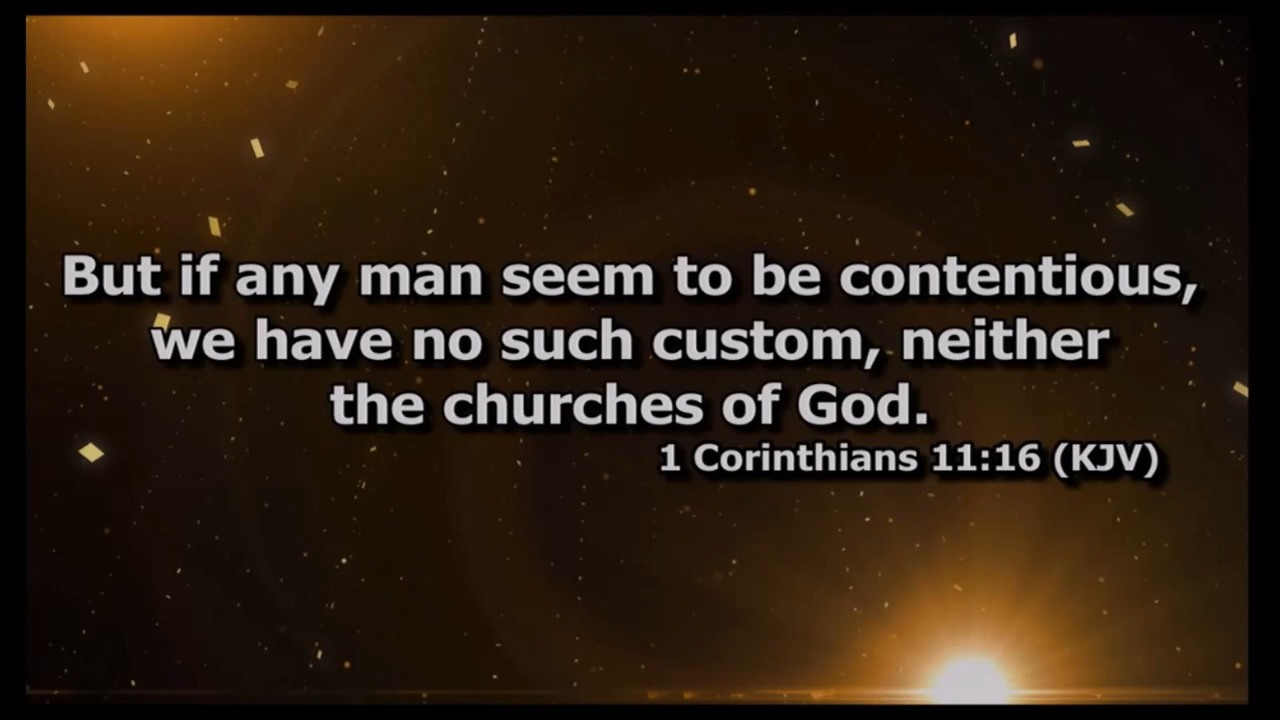 But if any man seem to be contentious,
we have no such custom, neither
the churches of God.
1 Corinthians 11:16 (KJV)